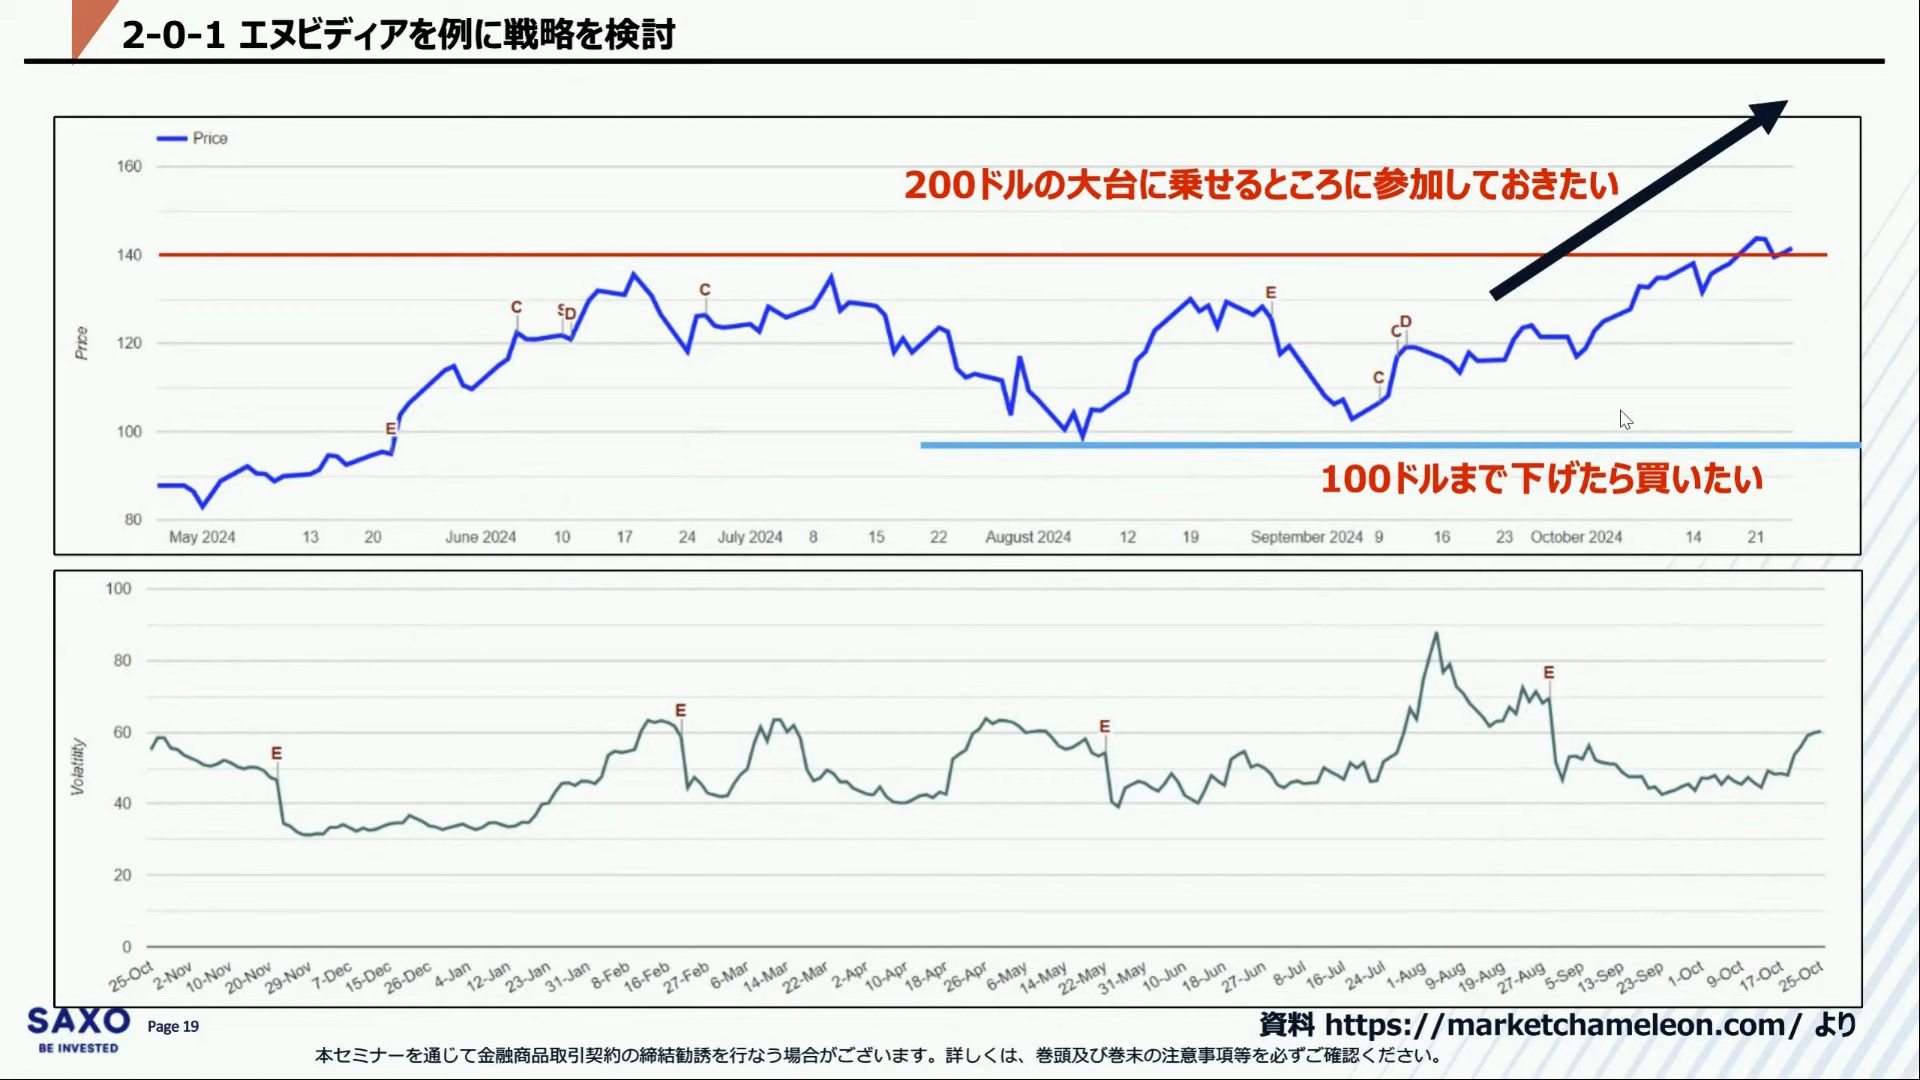 2-0-1 エヌビディアを例に戦略を検討
Price
200ドルの大台に乗せるところに参加しておきたい
100ドルまで下げたら買いたい
Price
160
140
120
100
80
E
C
S
D
C
E
C
C
D
May 2024 13 20 June 2024 10 17 24 July 2024 8 15 22 August 2024 12 19 September 2024 9 16 23 October 2024 14 21
Volatility
100
80
60
40
20
0
E
E
E
E
25-Oct 2-Nov 10-Nov 20-Nov 29-Nov 7-Dec 15-Dec 26-Dec 4-Jan 12-Jan 23-Jan 31-Jan 8-Feb 16-Feb 27-Feb 6-Mar 14-Mar 22-Mar 2-Apr 10-Apr 18-Apr 26-Apr 6-May 14-May 22-May 31-May 10-Jun 18-Jun 27-Jun 8-Jul 16-Jul 24-Jul 1-Aug 9-Aug 19-Aug 27-Aug 5-Sep 13-Sep 23-Sep 1-Oct 9-Oct 17-Oct 25-Oct
資料 https://marketchameleon.com/ より
SAXO
BE INVESTED
Page 19
本セミナーを通じて金融商品取引契約の締結勧誘を行なう場合がございます。詳しくは、巻頭及び巻末の注意事項等を必ずご確認ください。